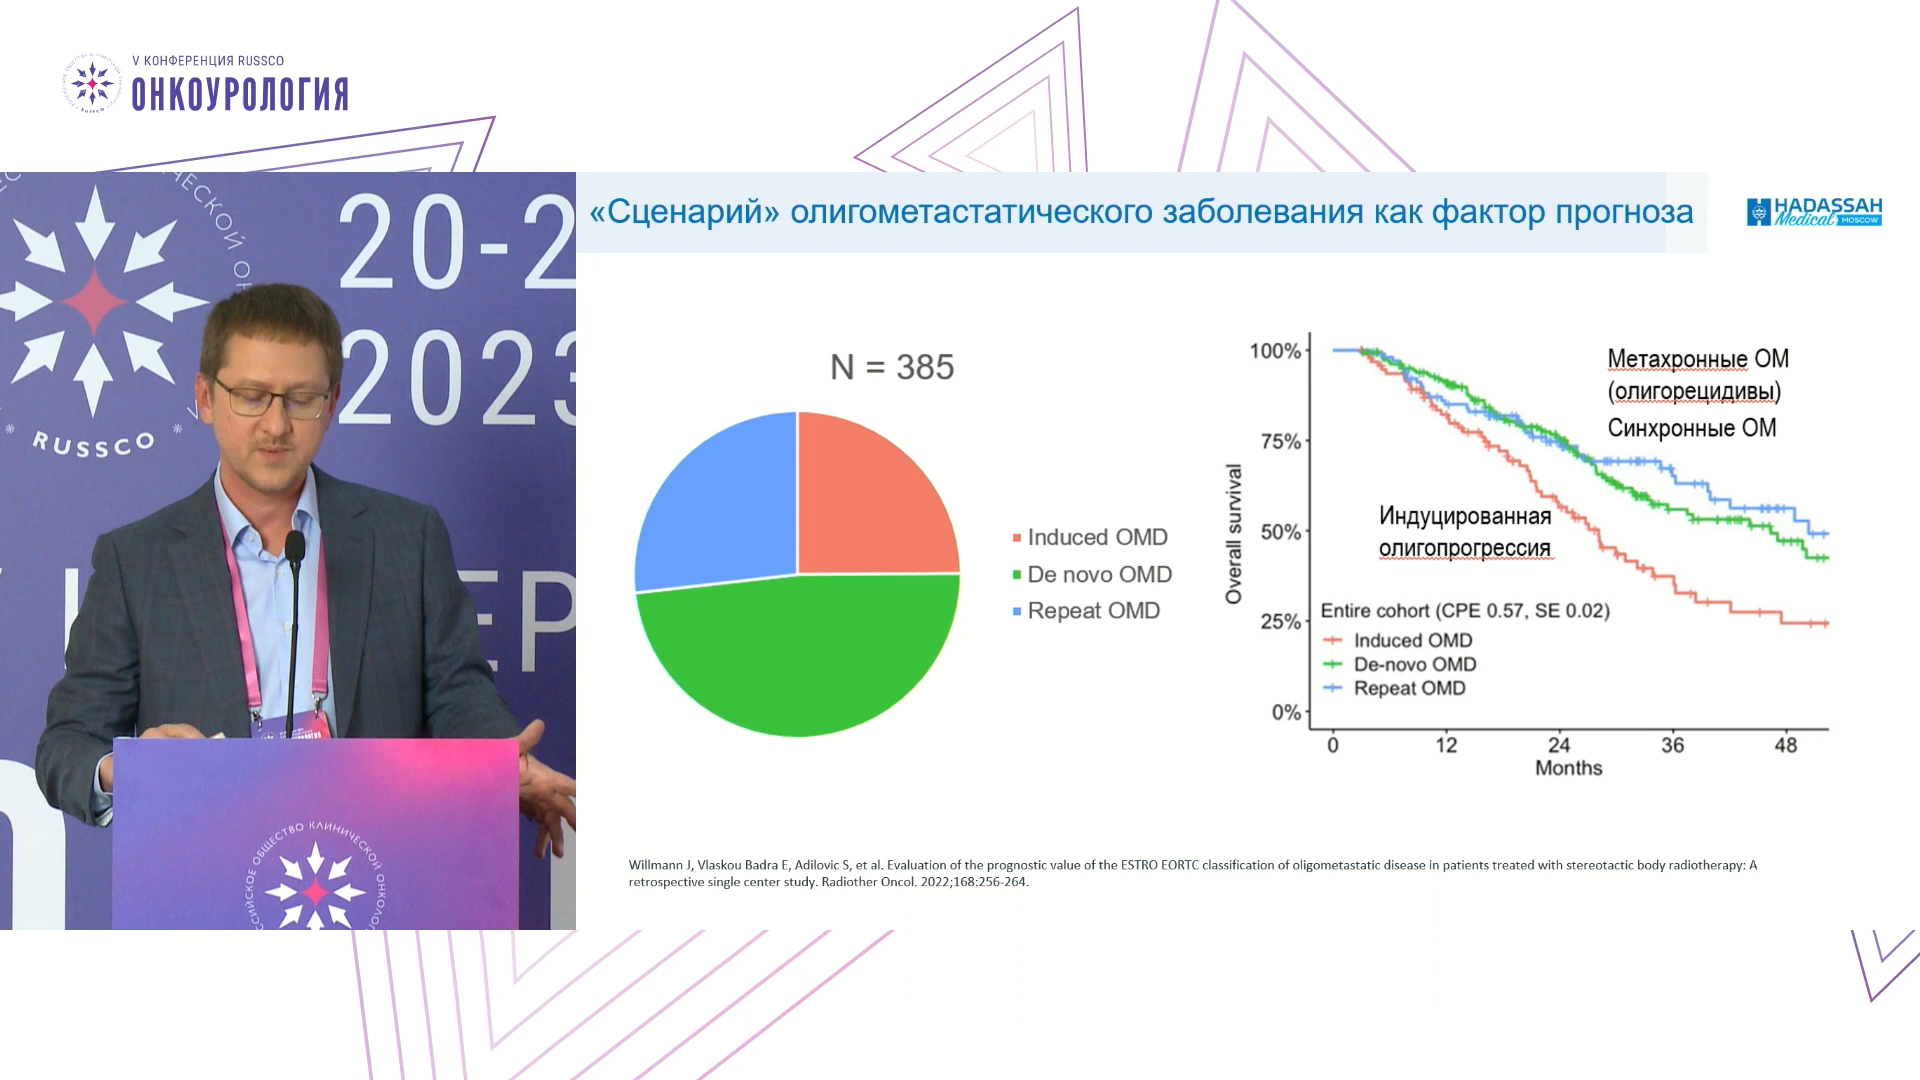 V КОНФЕРЕНЦИЯ RUSSCO
ОНКОУРОЛОГИЯ
20-2
2023
RUSSCO
«Сценарий» олигометастатического заболевания как фактор прогноза
HADASSAH
Medical MOSCOW
N = 385
Induced OMD
De novo OMD
Repeat OMD
100%
75%
50%
25%
0%
Overall survival
Метахронные ОМ
(олигорецидивы)
Синхронные ОМ
Индуцированная
олигопрогрессия
Entire cohort (CPE 0.57, SE 0.02)
Induced OMD
De-novo OMD
Repeat OMD
0 12 24 36 48
Months
Willmann J, Vlaskou Badra E, Adilovic S, et al. Evaluation of the prognostic value of the ESTRO EORTC classification of oligometastatic disease in patients treated with stereotactic body radiotherapy: A
retrospective single center study. Radiother Oncol. 2022;168:256-264.
ОБЩЕСТВО КЛИНИЧЕСКОЙ